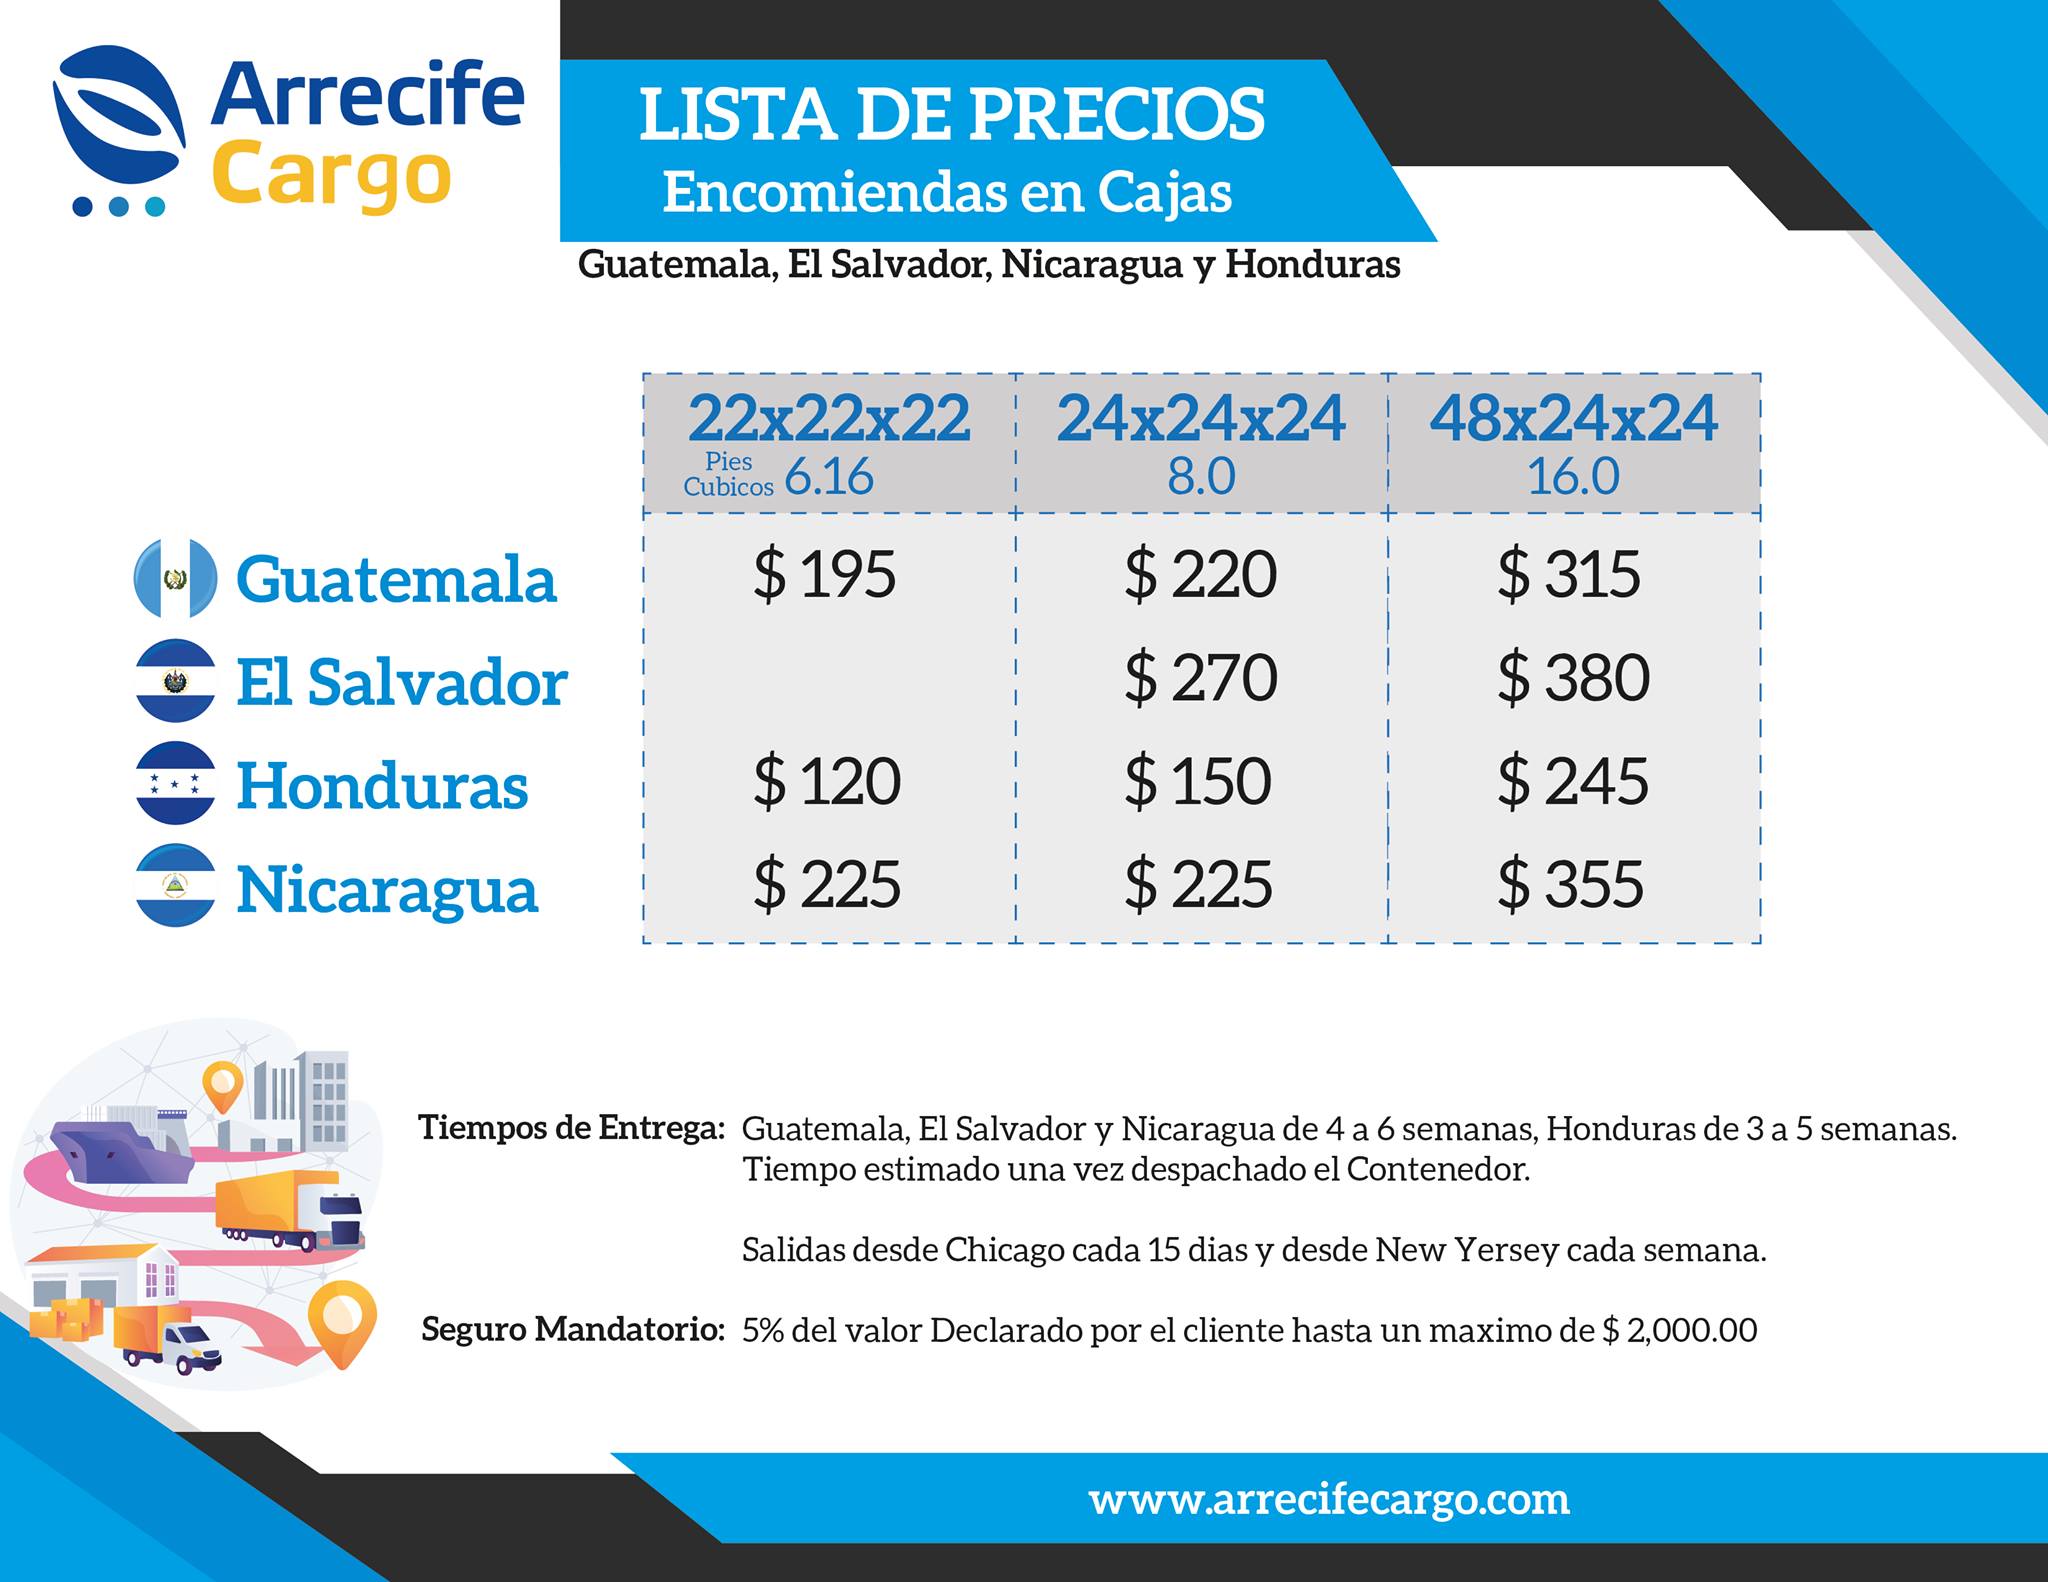 Arrecife
Cargo
LISTA DE PRECIOS
Encomiendas en Cajas
Guatemala, El Salvador, Nicaragua y Honduras
22x22x22 24x24x24 48x24x24
Pies Cubicos 6.16 8.0 16.0
Guatemala $ 195 $ 220 $ 315
El Salvador $ 270 $ 380
Honduras $ 120 $ 150 $ 245
Nicaragua $ 225 $ 225 $ 355
Tiempos de Entrega: Guatemala, El Salvador y Nicaragua de 4 a 6 semanas, Honduras de 3 a 5 semanas.
Tiempo estimado una vez despachado el Contenedor.
Salidas desde Chicago cada 15 dias y desde New Yersey cada semana.
Seguro Mandatorio: 5% del valor Declarado por el cliente hasta un maximo de $ 2,000.00
www.arrecifecargo.com